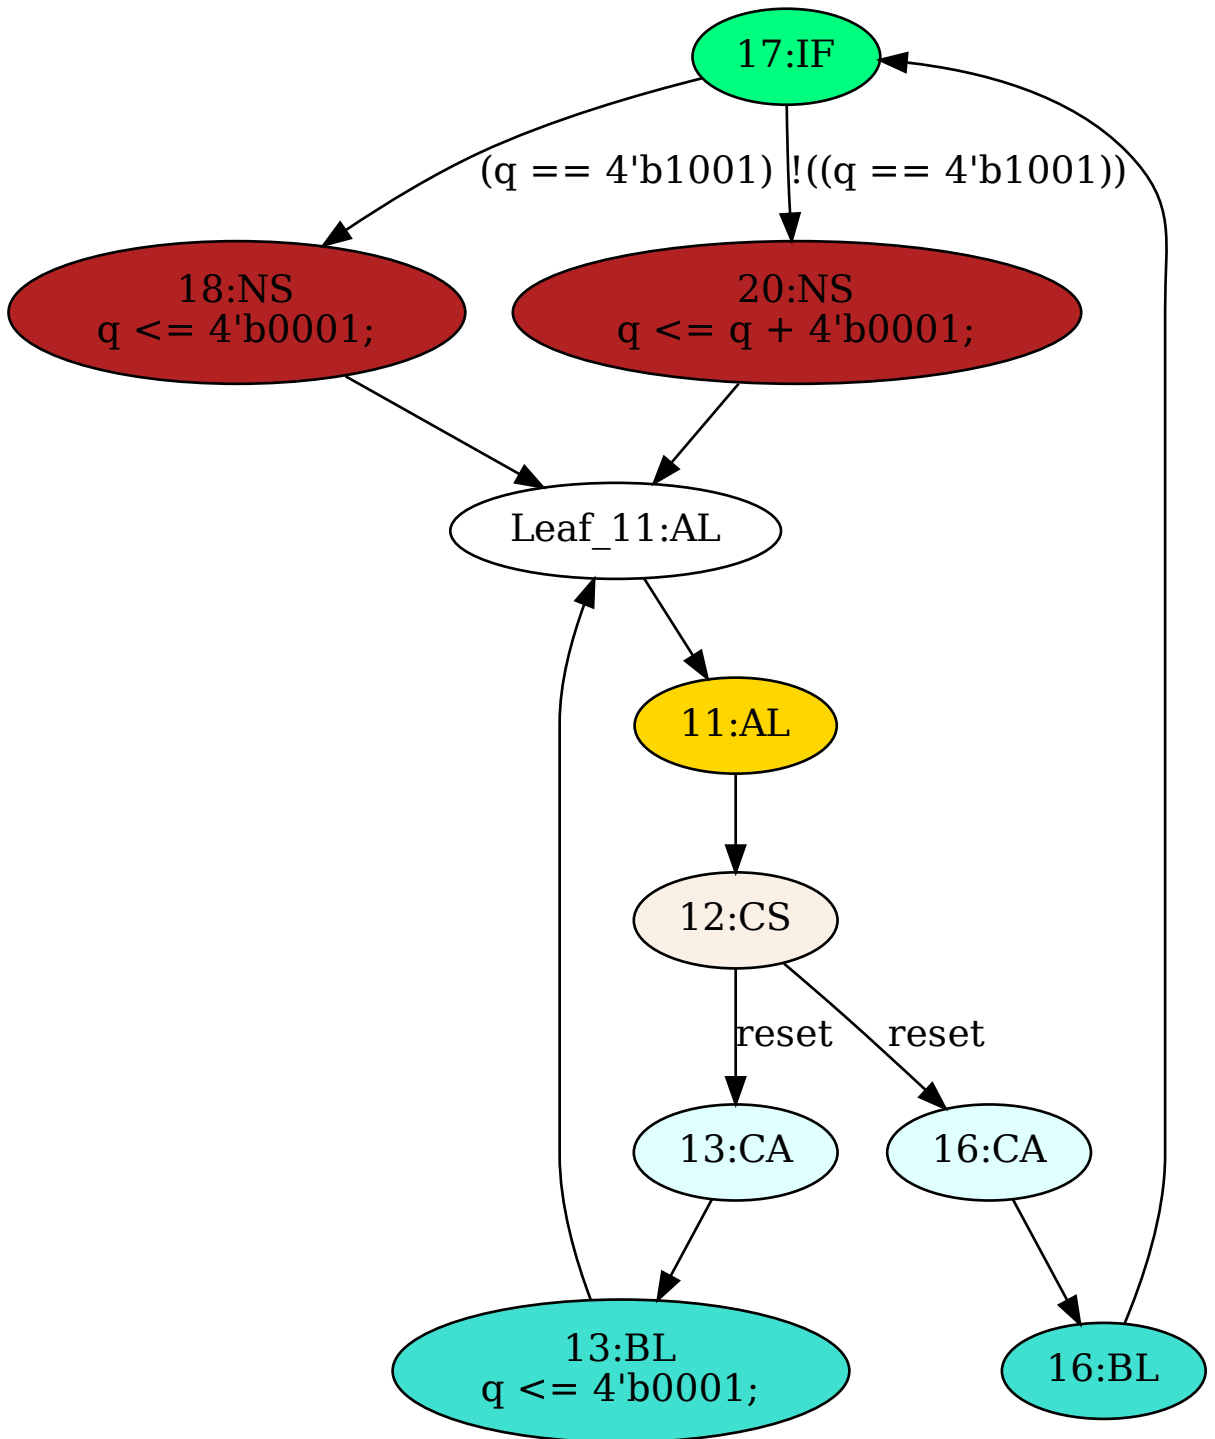 17:IF
(q == 4'b1001)
!((q == 4'b1001))
18:NS
q <= 4'b0001;
20:NS
q <= q + 4'b0001;
Leaf_11:AL
11:AL
12:CS
reset
reset
13:CA
16:CA
13:BL
q <= 4'b0001;
16:BL